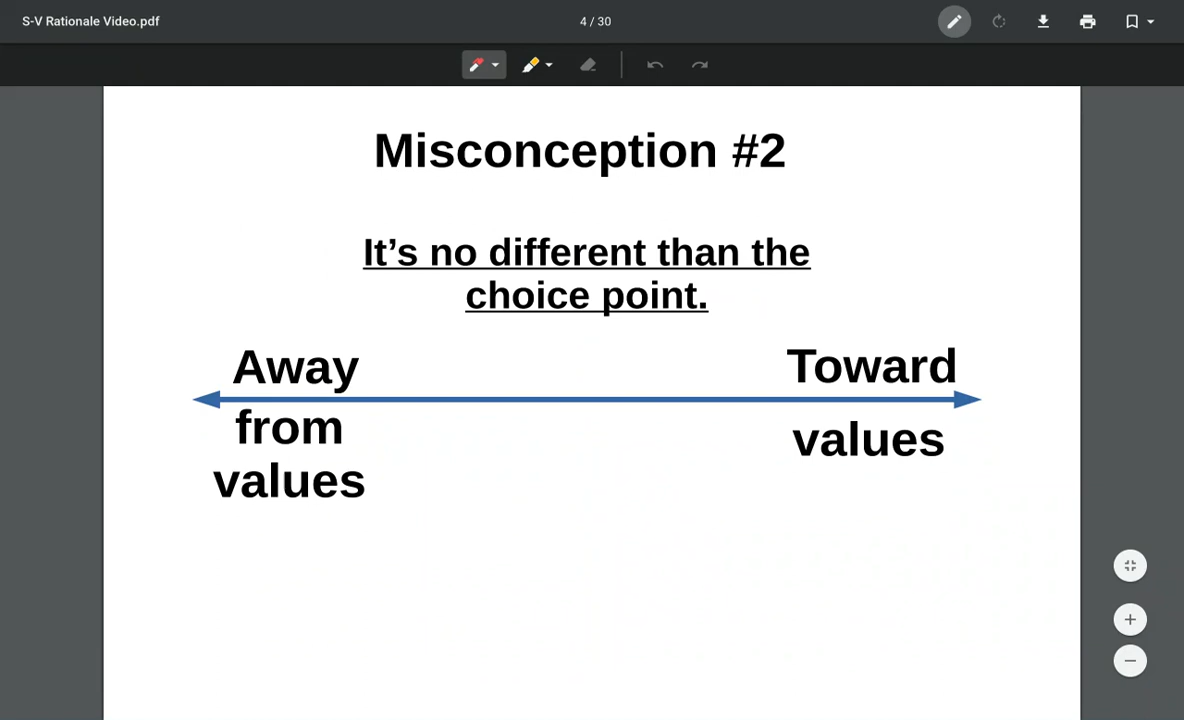 S-V Rationale Video.pdf
4 / 30
Misconception #2
It’s no different than the
choice point.
Away
from
values
Toward
values